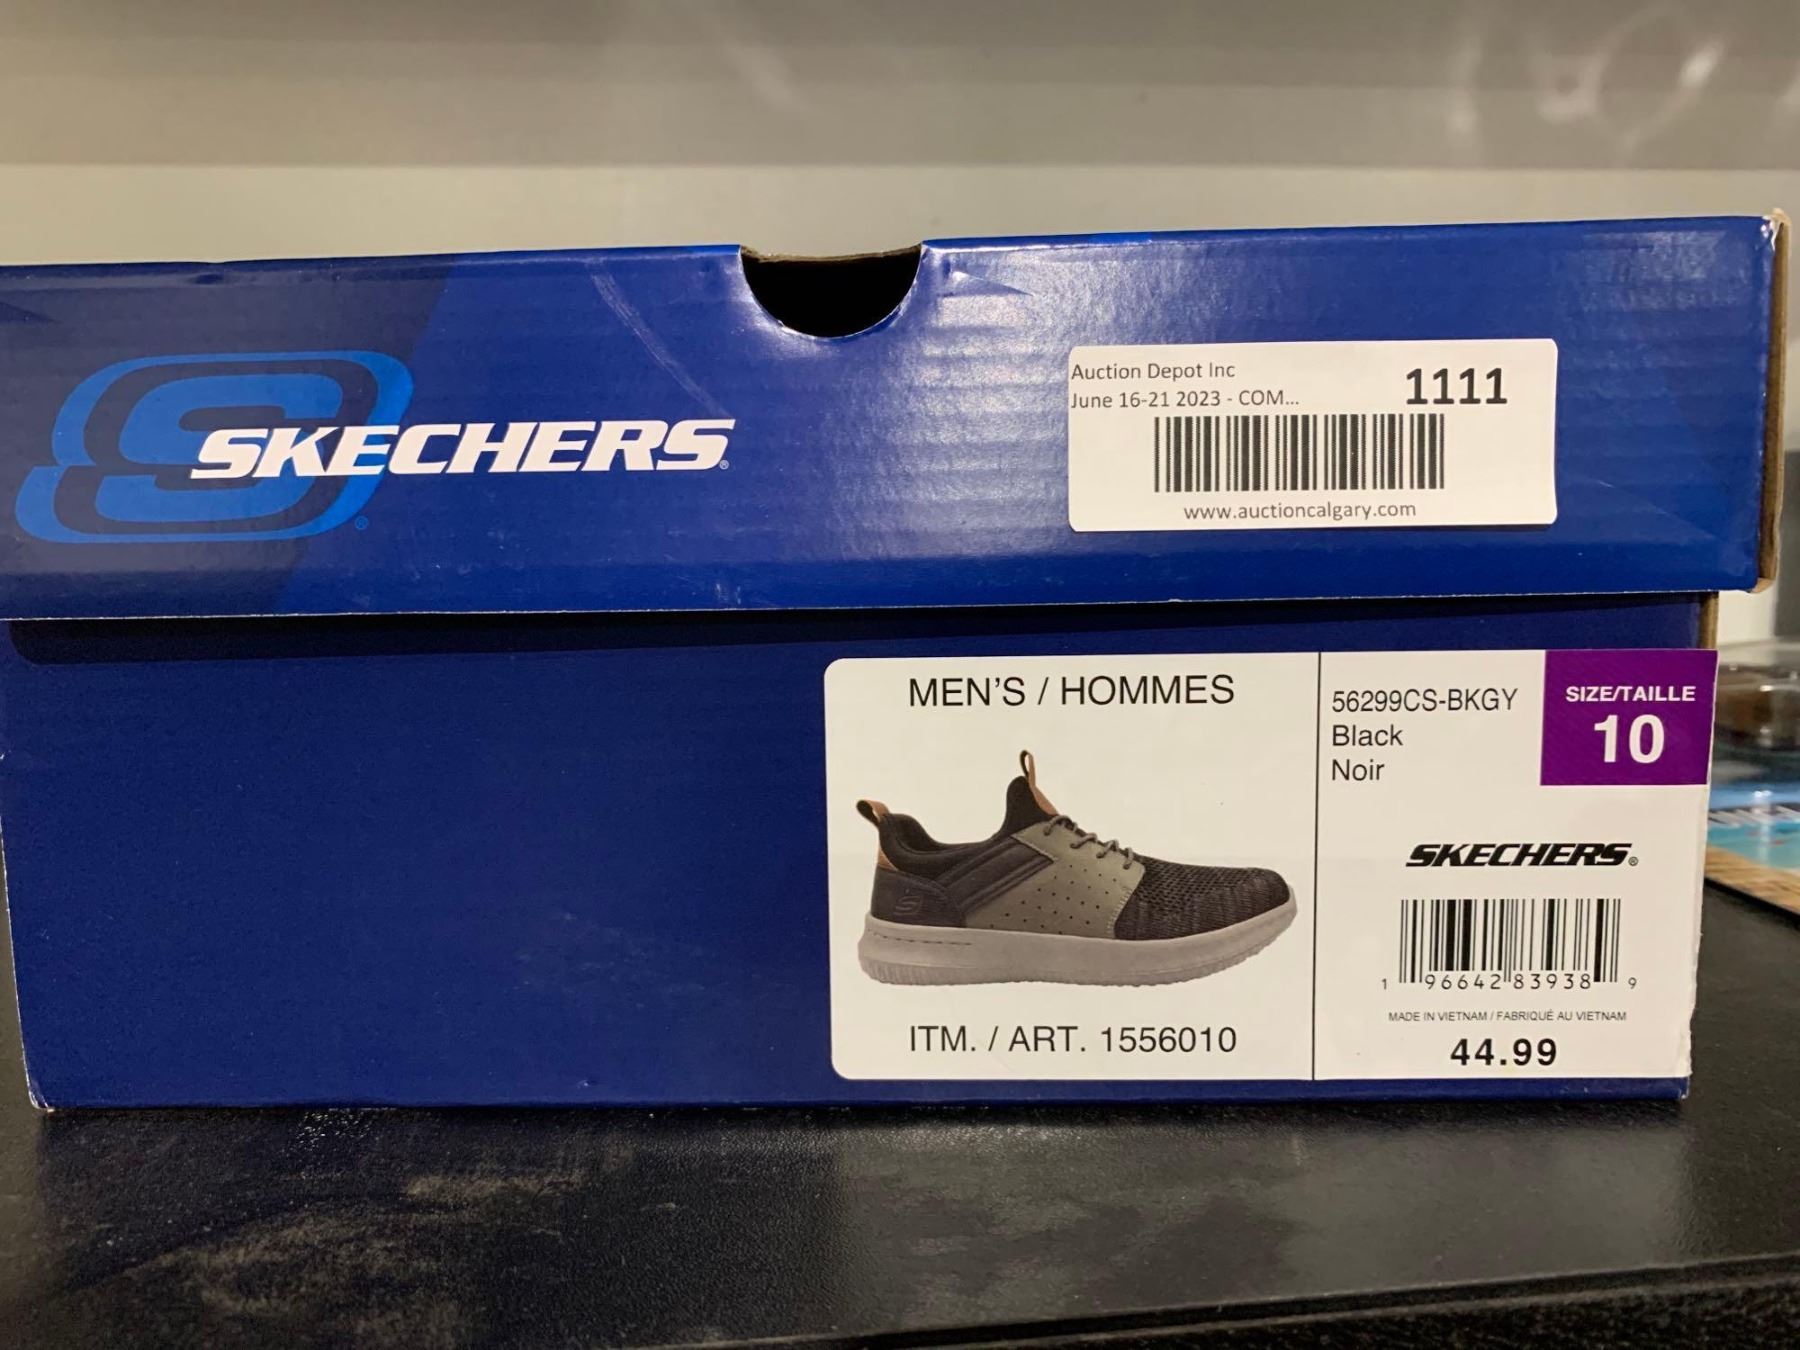 SKECHERS®
Auction Depot Inc
June 16-21 2023 - COM...
1111
www.auctioncalgary.com
MEN'S / HOMMES
ITM. / ART. 1556010
56299CS-BKGY
Black
Noir
SIZE/TAILLE
10
SKECHERS®
1 96642 83938 9
MADE IN VIETNAM / FABRIQUÉ AU VIETNAM
44.99